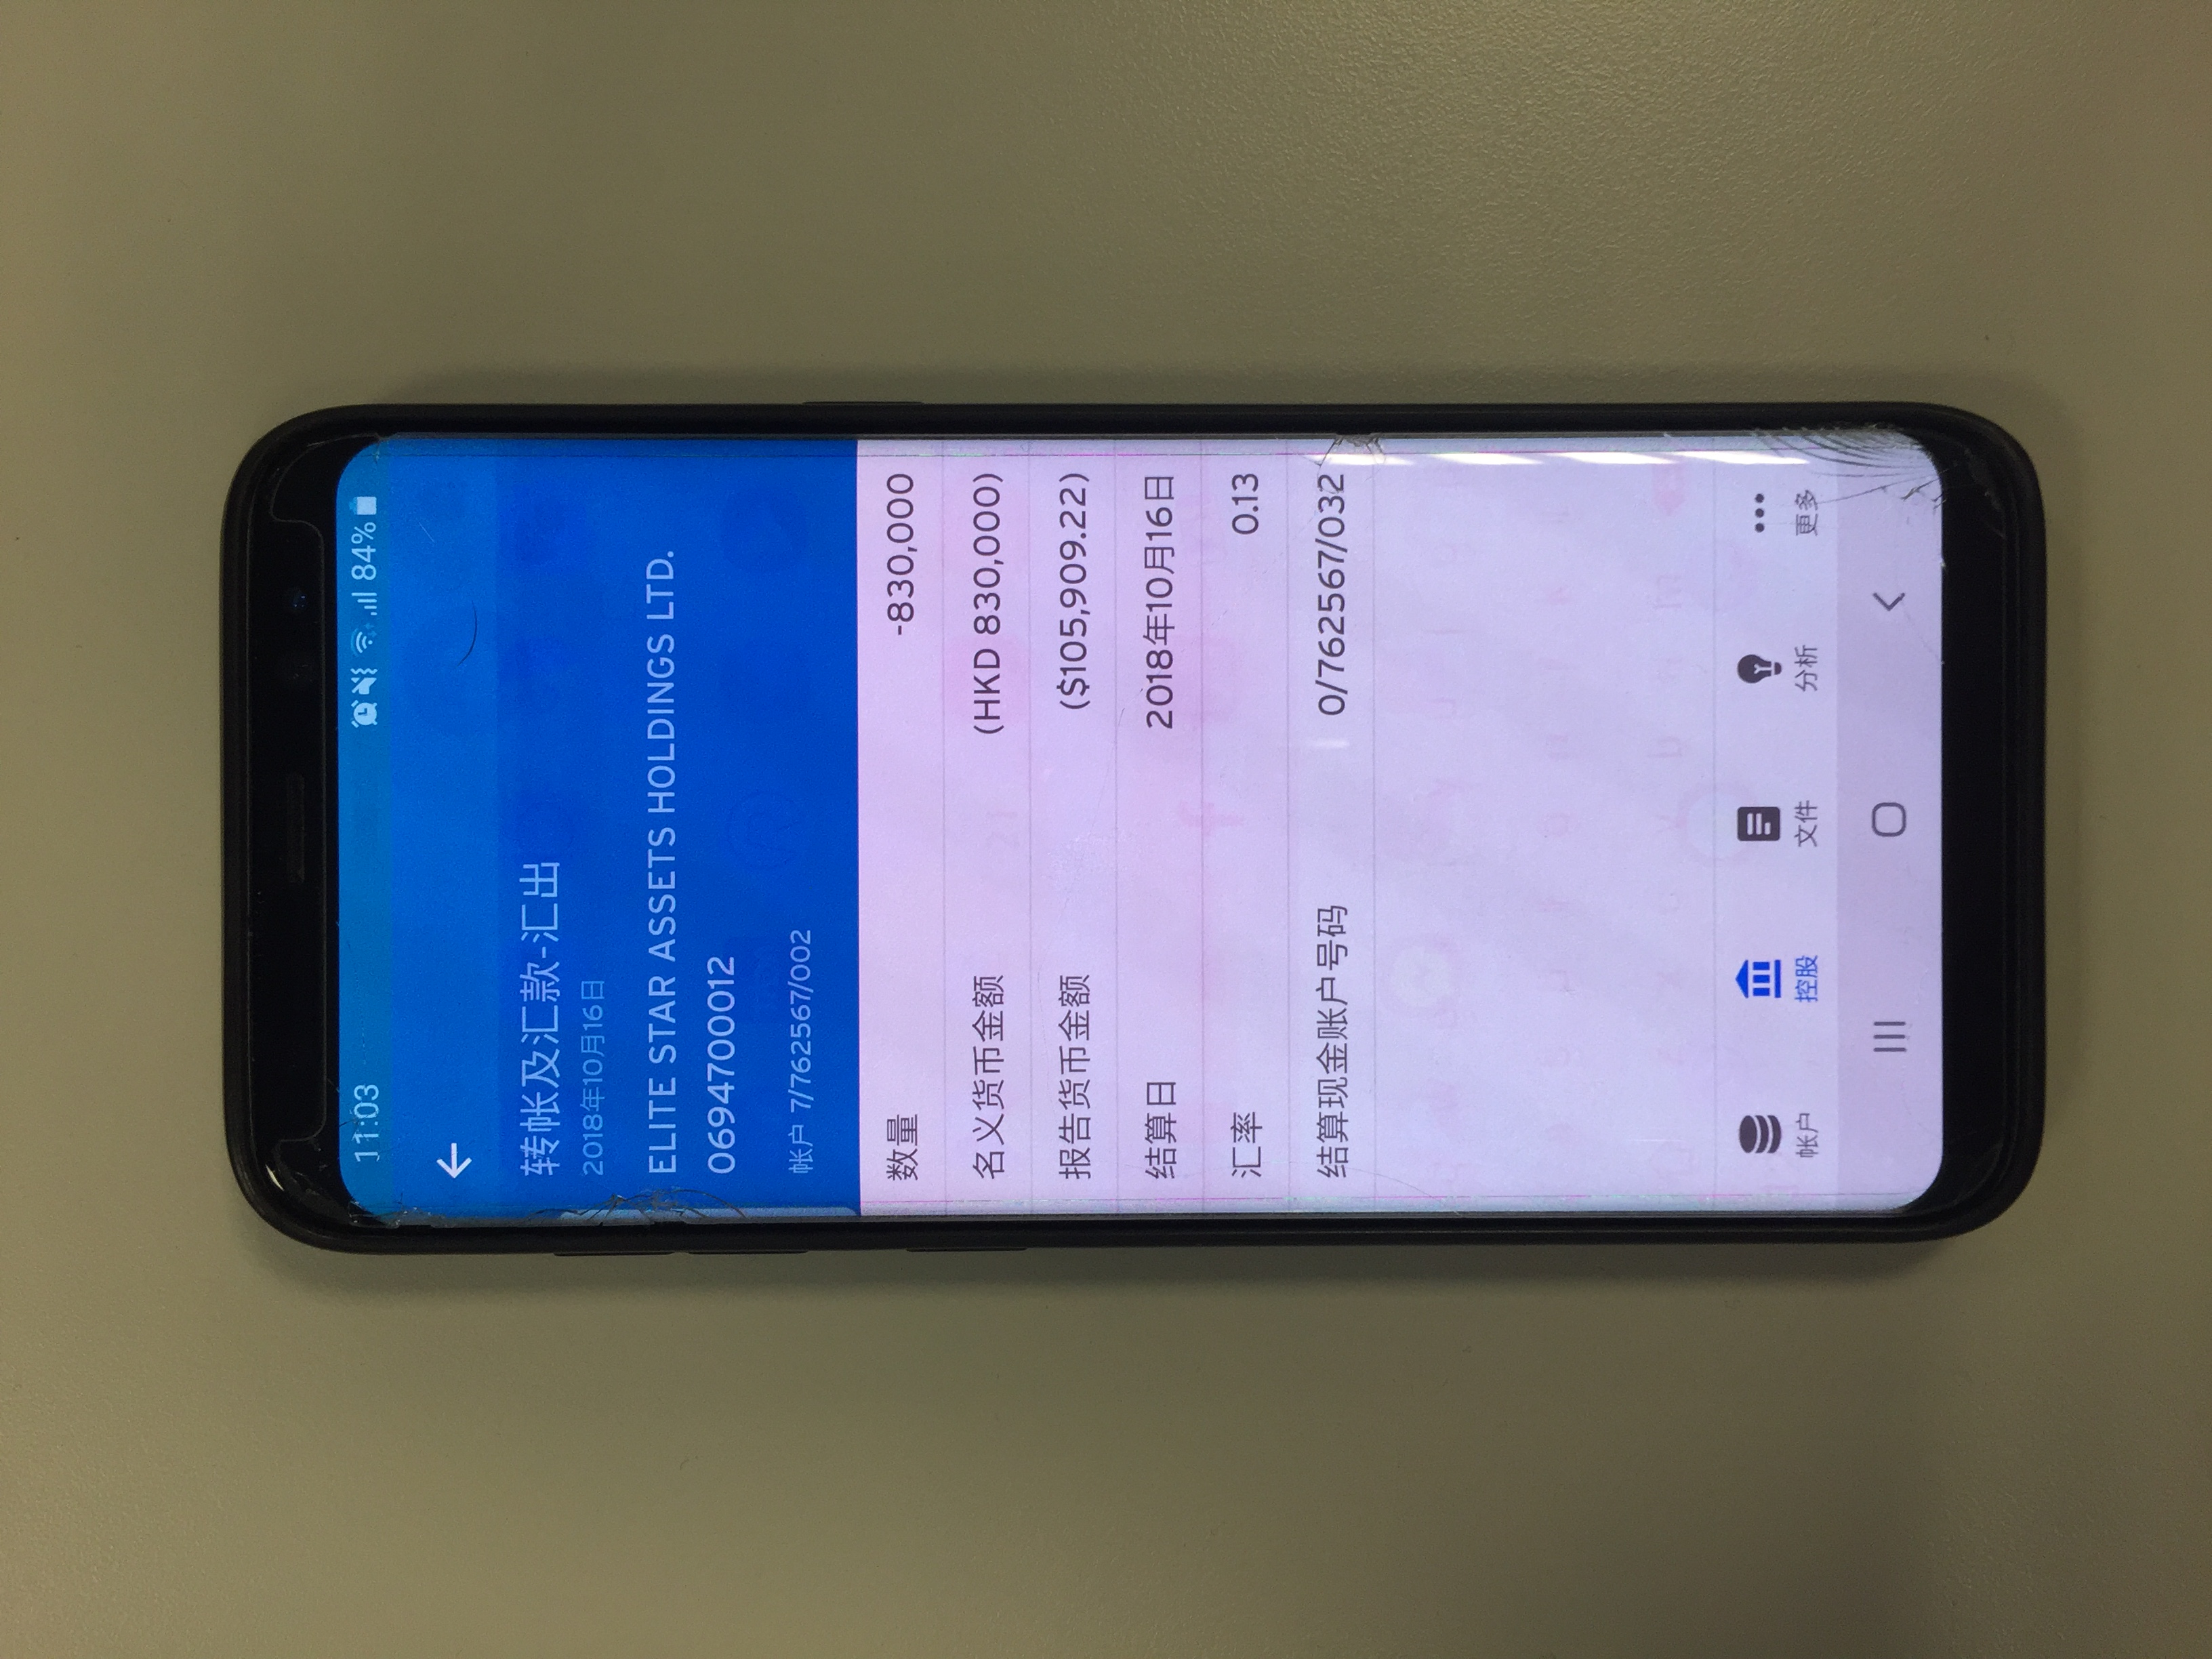 11:03 84%
转帐及汇款-汇出
2018年10月16日
ELITE STAR ASSETS HOLDINGS LTD.
0694700012
帐户 7/762567/002
数量 -830,000
名义货币金额 (HKD 830,000)
报告货币金额 ($105,909.22)
结算日 2018年10月16日
汇率 0.13
结算现金账户号码 0/762567/032
帐户 控股 文件 分析 更多